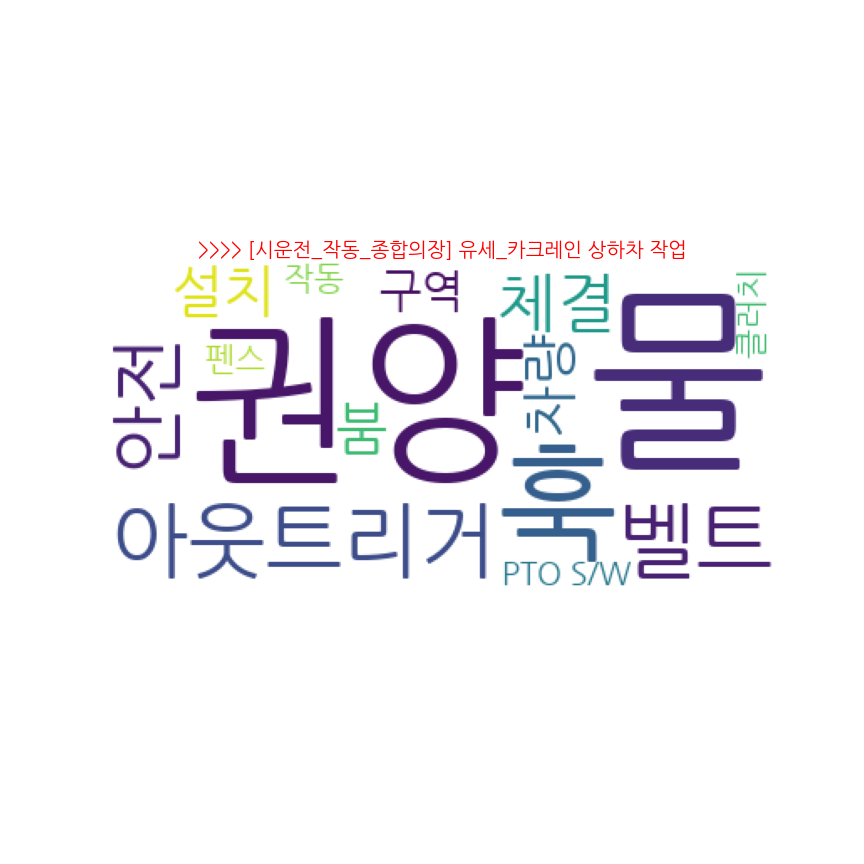 >>>> [시운전_작동_종합의장] 유세_카크레인 상하차 작업
설치
작동
구역
체결
클러치
안전
펜스
권양
물
붐
차량
훅
아웃트리거
벨트
PTO S/W